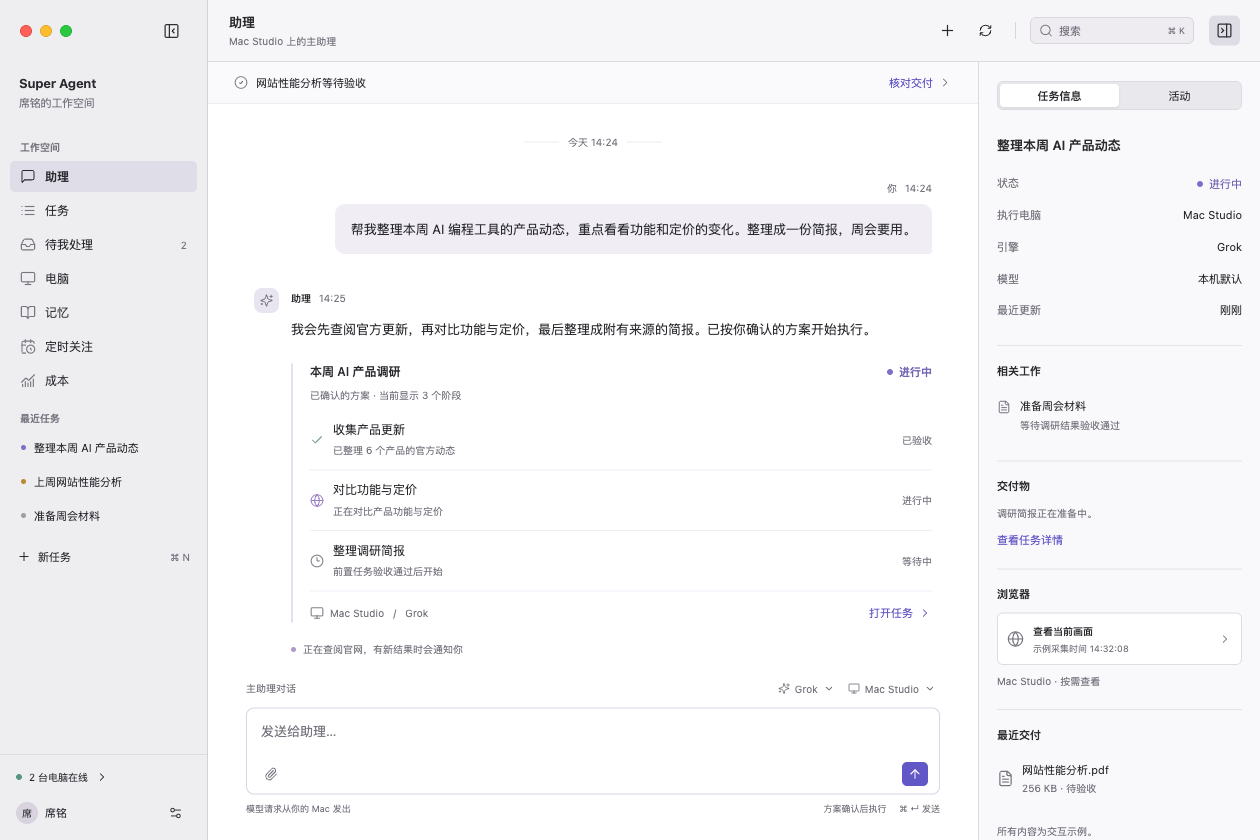 Super Agent
席铭的工作空间
工作空间
助理
任务
待我处理 2
电脑
记忆
定时关注
成本
最近任务
整理本周 AI 产品动态
上周网站性能分析
准备周会材料
新任务 ⌘ N
2 台电脑在线
席 席铭
助理
Mac Studio 上的主助理
搜索 ⌘ K
网站性能分析等待验收 核对交付
今天 14:24
你 14:24
帮我整理本周 AI 编程工具的产品动态，重点看看功能和定价的变化。整理成一份简报，周会要用。
助理 14:25
我会先查阅官方更新，再对比功能与定价，最后整理成附有来源的简报。已按你确认的方案开始执行。
本周 AI 产品调研 进行中
已确认的方案 · 当前显示 3 个阶段
收集产品更新
已整理 6 个产品的官方动态
已验收
对比功能与定价
正在对比产品功能与定价
进行中
整理调研简报
前置任务验收通过后开始
等待中
Mac Studio / Grok 打开任务
正在查阅官网，有新结果时会通知你
主助理对话 Grok Mac Studio
发送给助理...
模型请求从你的 Mac 发出 方案确认后执行 ⌘ ↵ 发送
任务信息 活动
整理本周 AI 产品动态
状态 进行中
执行电脑 Mac Studio
引擎 Grok
模型 本机默认
最近更新 刚刚
相关工作
准备周会材料
等待调研结果验收通过
交付物
调研简报正在准备中。
查看任务详情
浏览器
查看当前画面
示例采集时间 14:32:08
Mac Studio · 按需查看
最近交付
网站性能分析.pdf
256 KB · 待验收
所有内容为交互示例。